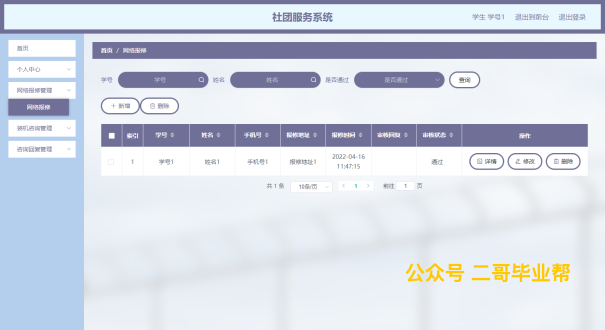 社团服务系统
学生 学号1 退出到前台 退出登录
首页
个人中心
网络报修管理
网络报修
装机咨询管理
咨询回复管理
首页 / 网络报修
学号 学号 姓名 姓名 是否通过 是否通过 查询
+ 新增 删除
索引 学号 姓名 手机号 报修地址 报修时间 审核回复 审核状态 操作
1 学号1 姓名1 手机号1 报修地址1 2022-04-16 11:47:15 通过 详情 修改 删除
共 1 条 10条/页 1 前往 1 页
公众号 二哥毕业帮